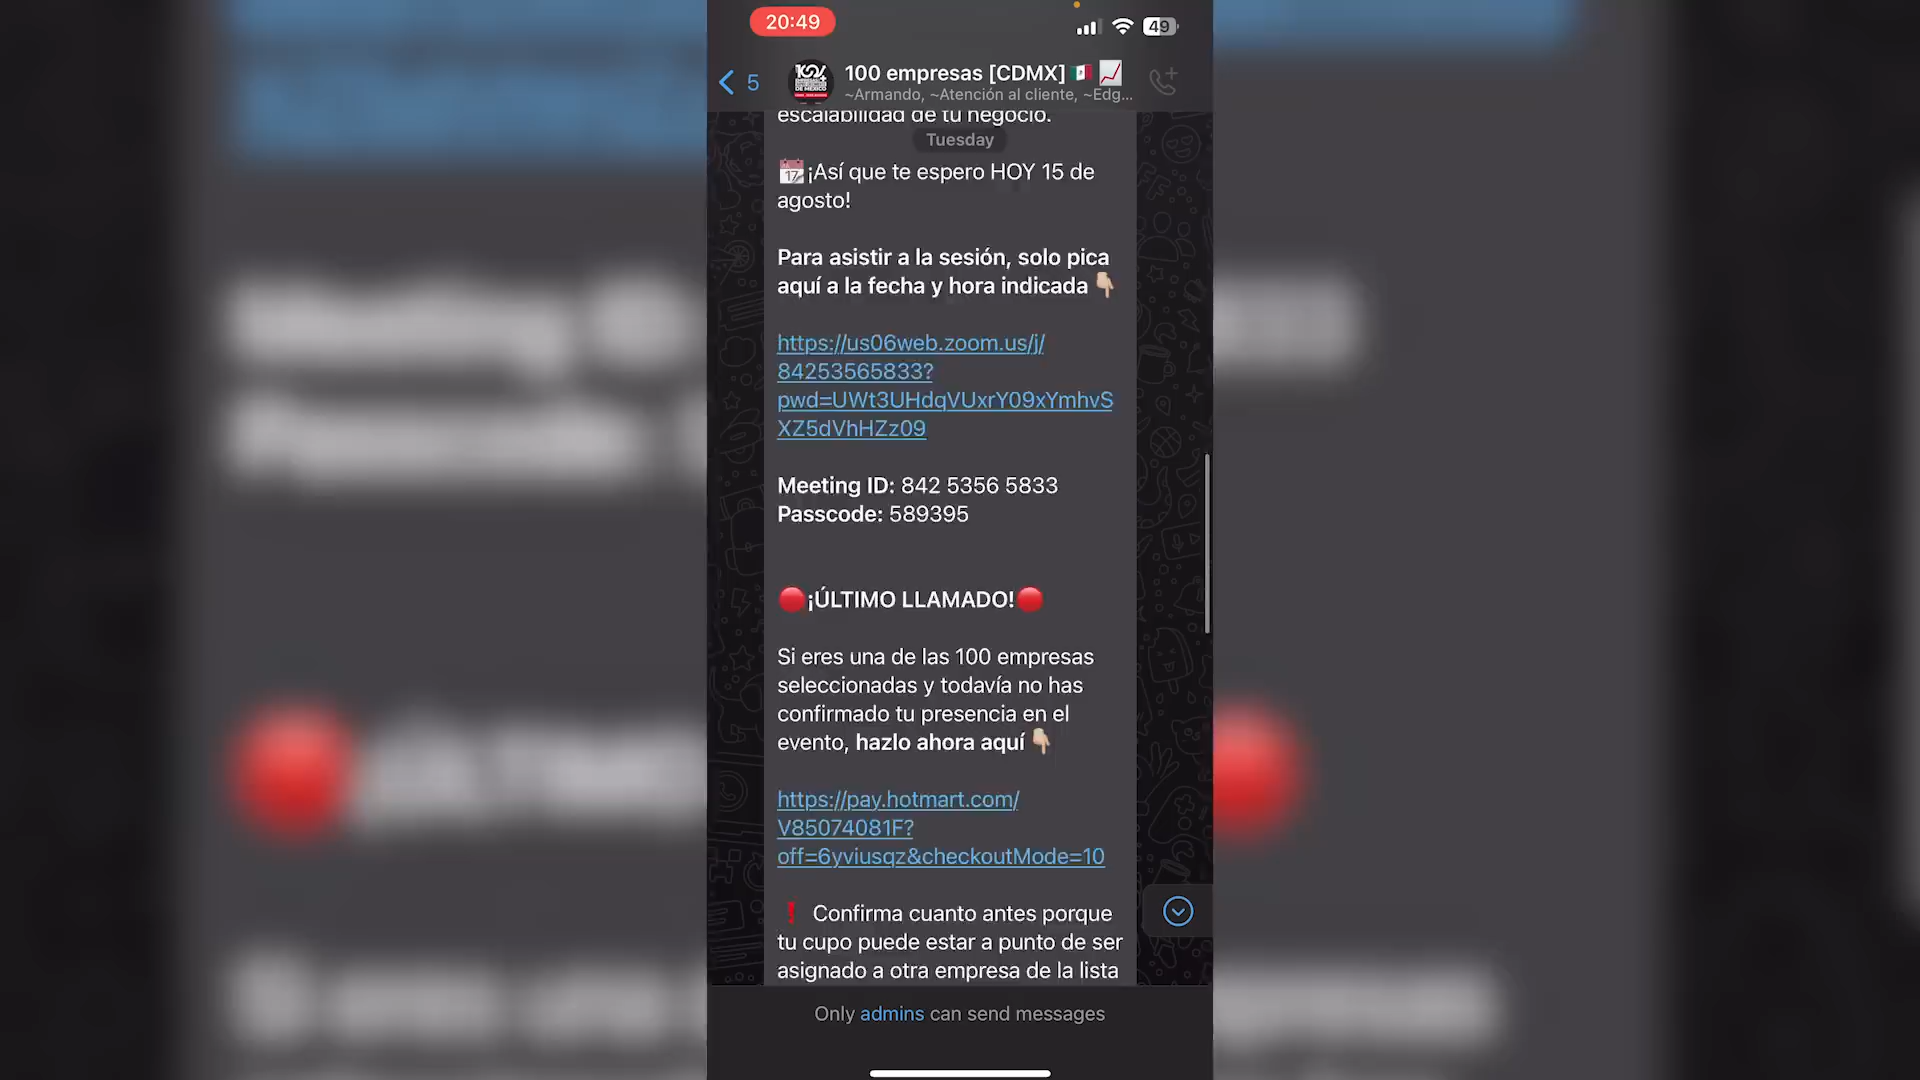 20:49
49
5
100 empresas [CDMX]
~Armando, ~Atención al cliente, ~Edg...
escalabilidad de tu negocio.
Tuesday
¡Así que te espero HOY 15 de
agosto!
Para asistir a la sesión, solo pica
aquí a la fecha y hora indicada
https://us06web.zoom.us/j/
84253565833?
pwd=UWt3UHdqVUxrY09xYmhvS
XZ5dVhHZz09
Meeting ID: 842 5356 5833
Passcode: 589395
¡ÚLTIMO LLAMADO!
Si eres una de las 100 empresas
seleccionadas y todavía no has
confirmado tu presencia en el
evento, hazlo ahora aquí
https://pay.hotmart.com/
V85074081F?
off=6yviusqz&checkoutMode=10
Confirma cuanto antes porque
tu cupo puede estar a punto de ser
asignado a otra empresa de la lista
Only admins can send messages